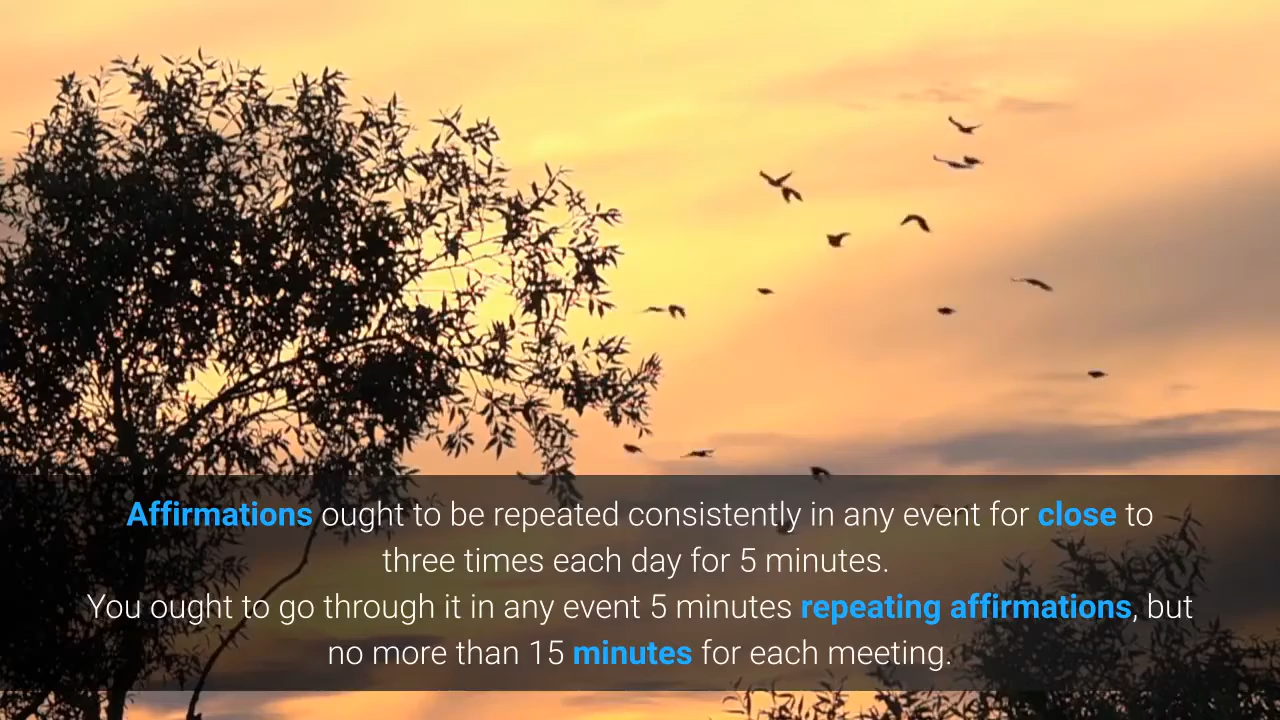 Affirmations ought to be repeated consistently in any event for close to
three times each day for 5 minutes.
You ought to go through it in any event 5 minutes repeating affirmations, but
no more than 15 minutes for each meeting.